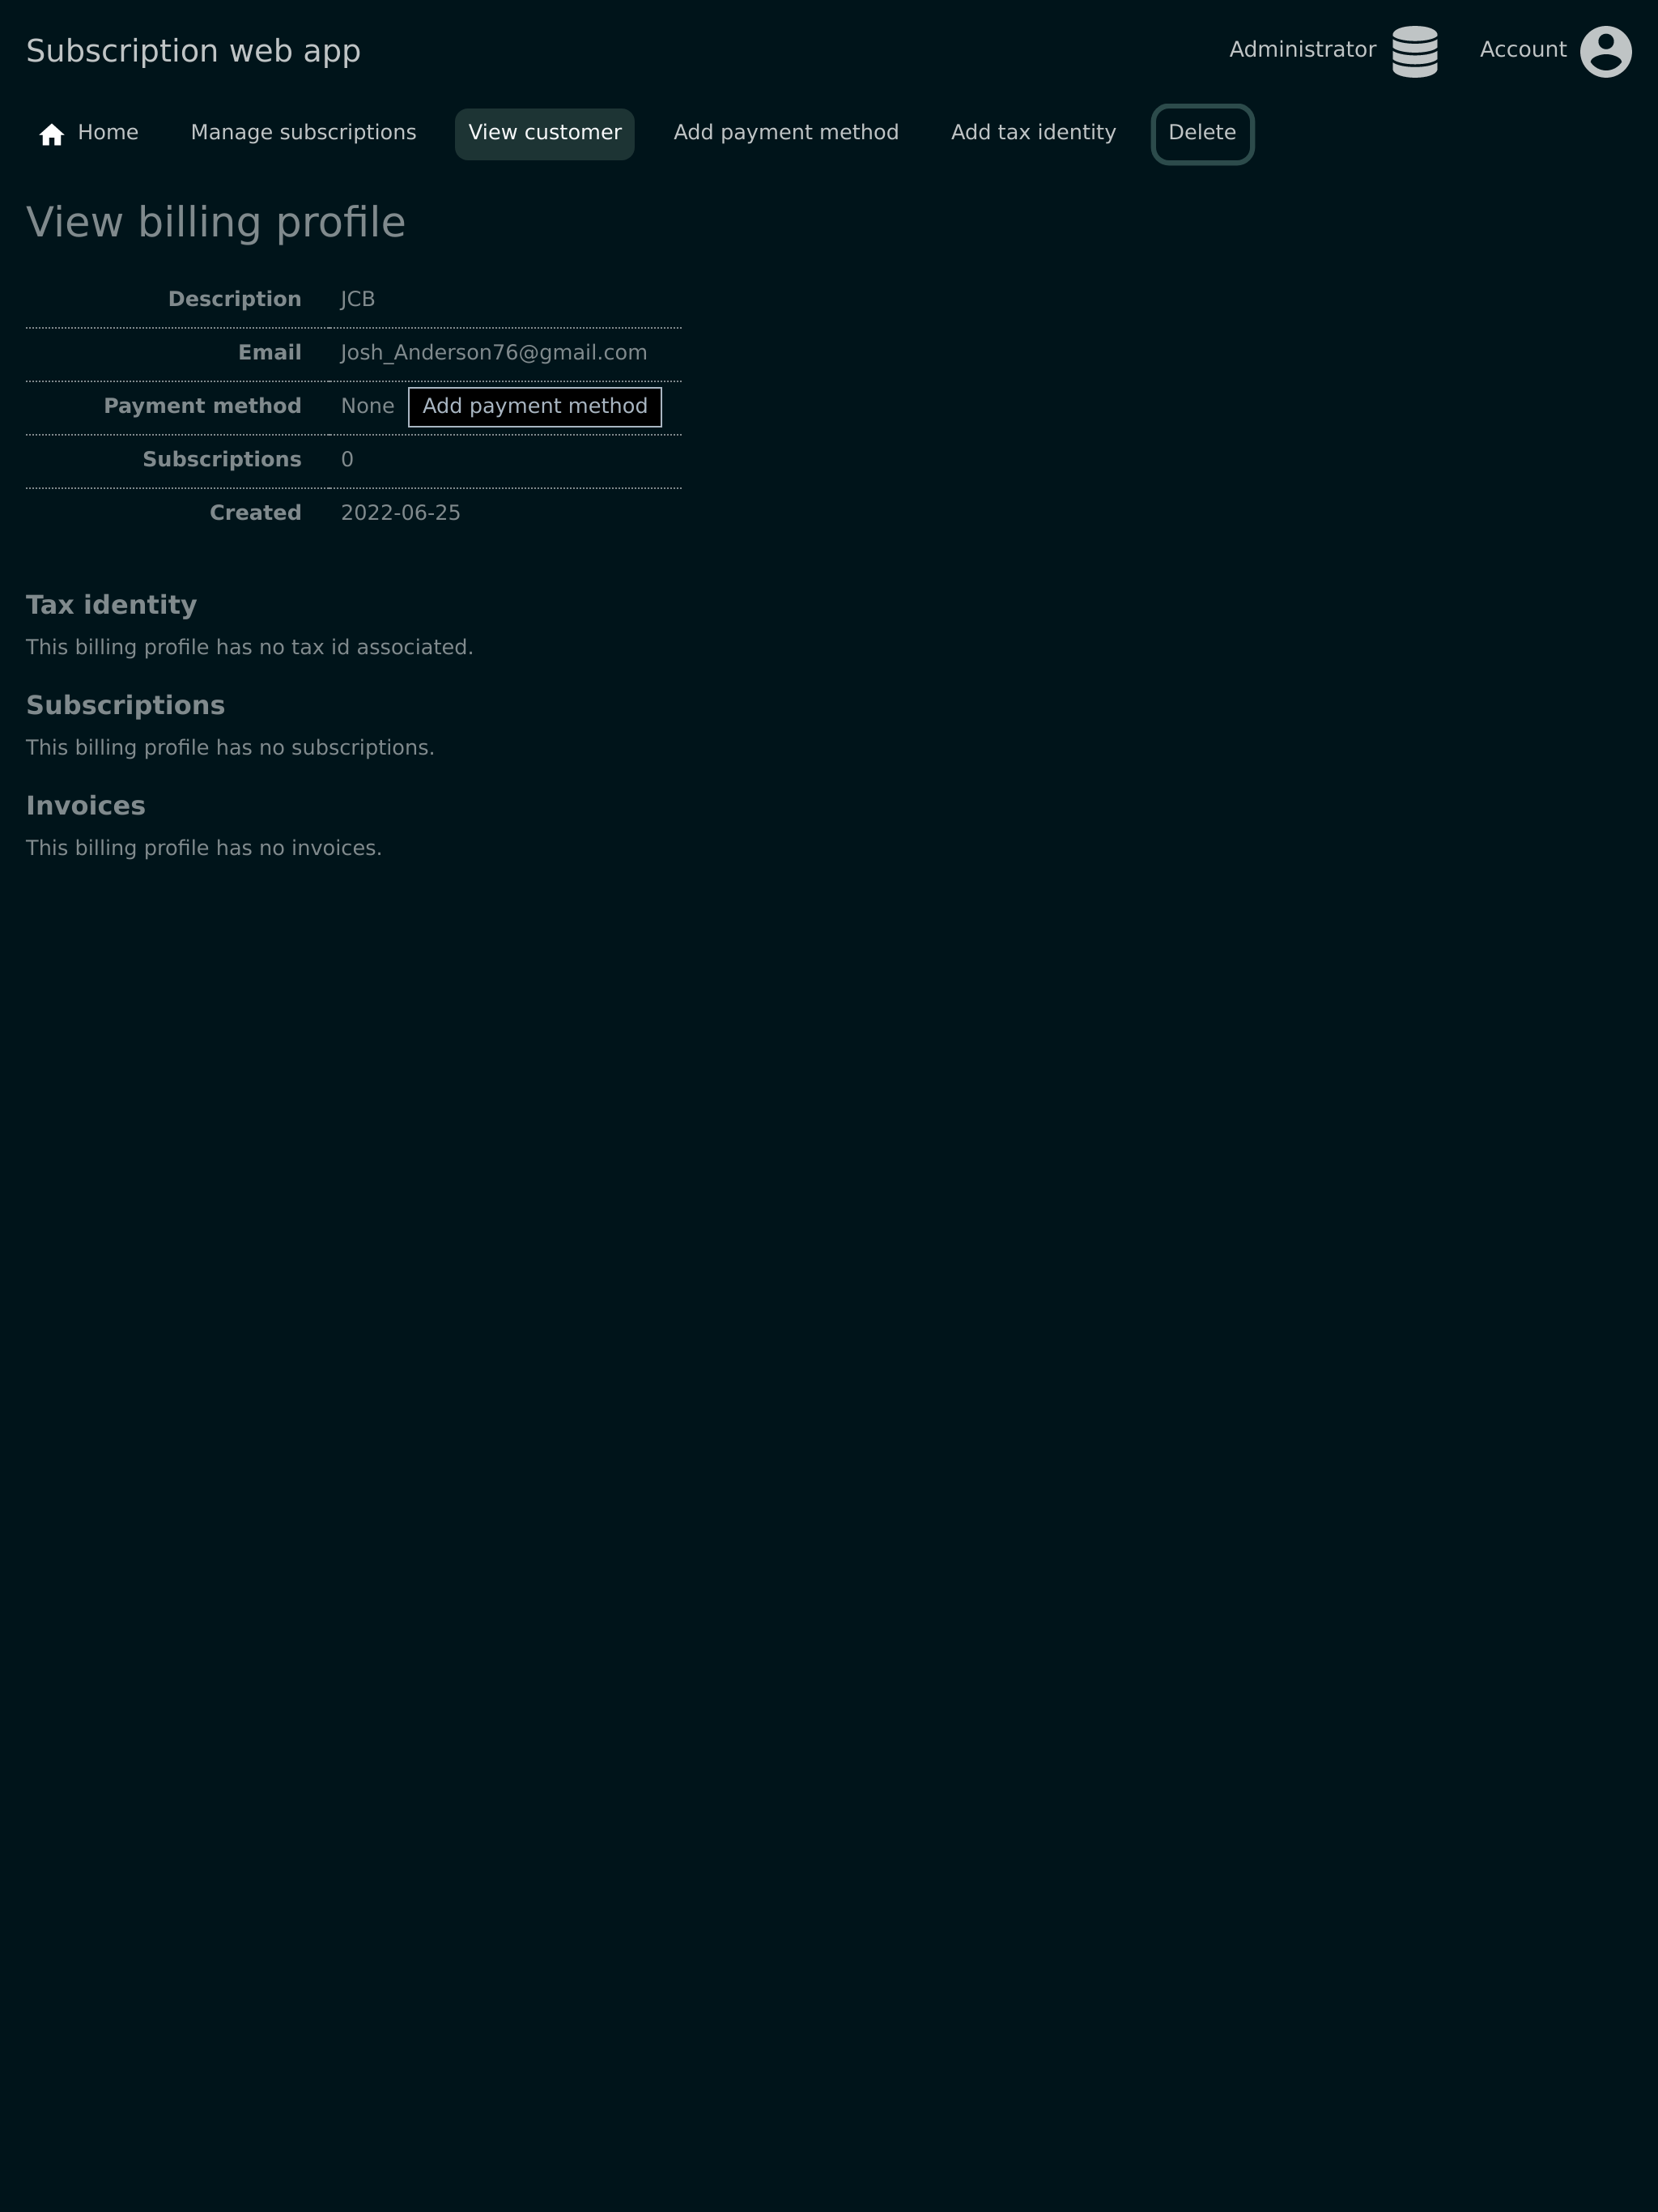 Subscription web app
Administrator
Account
Home
Manage subscriptions
View customer
Add payment method
Add tax identity
Delete
View billing profile
Description JCB
Email Josh_Anderson76@gmail.com
Payment method None Add payment method
Subscriptions 0
Created 2022-06-25
Tax identity
This billing profile has no tax id associated.
Subscriptions
This billing profile has no subscriptions.
Invoices
This billing profile has no invoices.